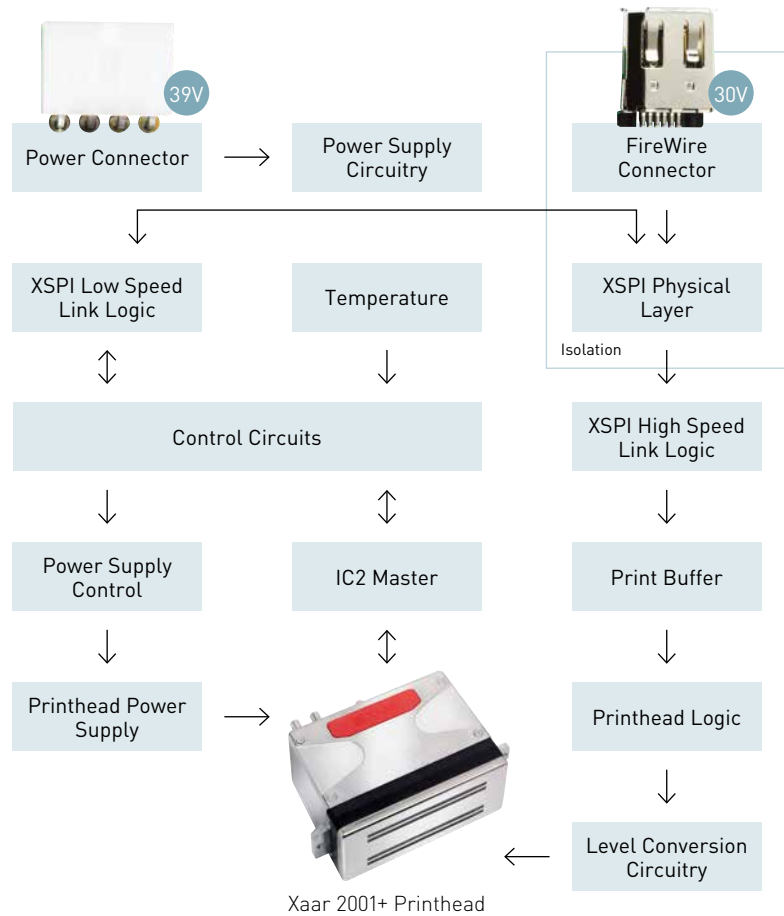 39V
30V
Power Connector
Power Supply
Circuitry
FireWire
Connector
XSPI Low Speed
Link Logic
Temperature
XSPI Physical
Layer
Isolation
Control Circuits
XSPI High Speed
Link Logic
Power Supply
Control
IC2 Master
Print Buffer
Printhead Power
Supply
Printhead Logic
Level Conversion
Circuitry
Xaar 2001+ Printhead